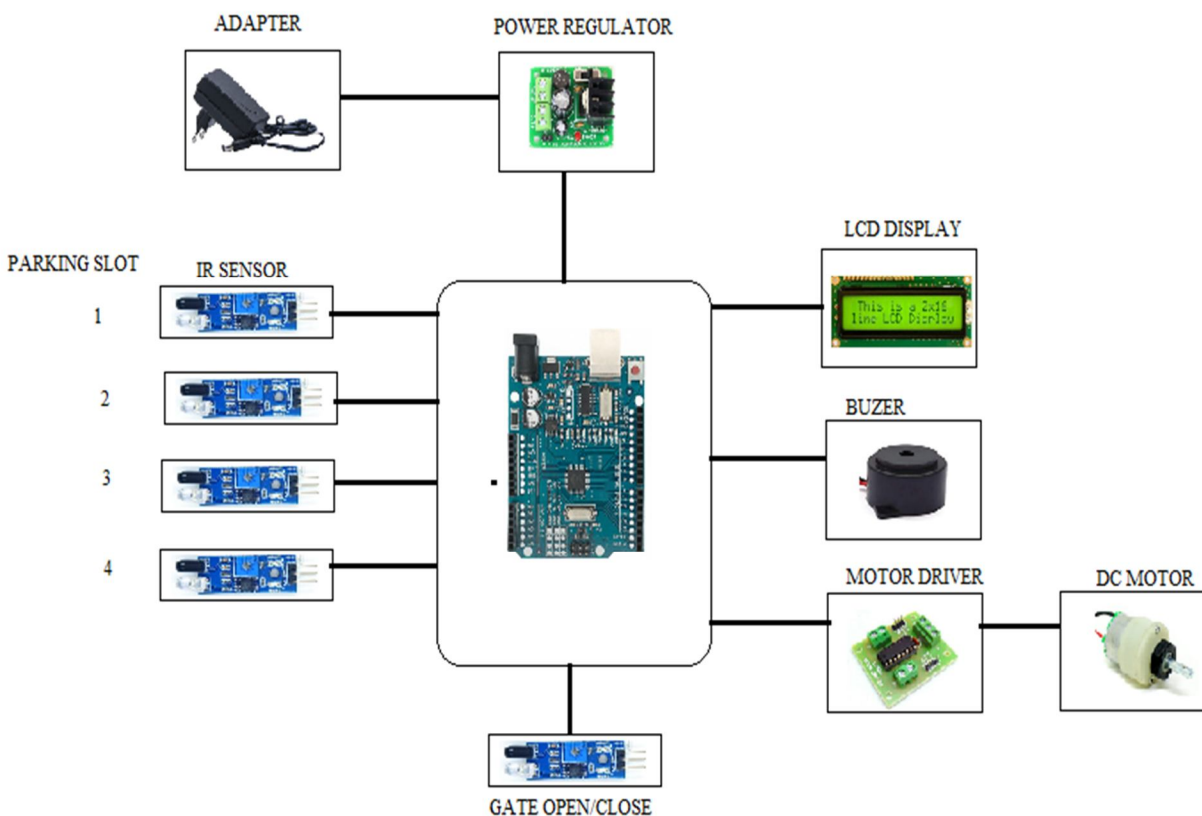 ADAPTER
POWER REGULATOR
LCD DISPLAY
This is a 2x16
line LCD Display
PARKING SLOT
IR SENSOR
1
2
3
4
BUZER
MOTOR DRIVER
DC MOTOR
GATE OPEN/CLOSE